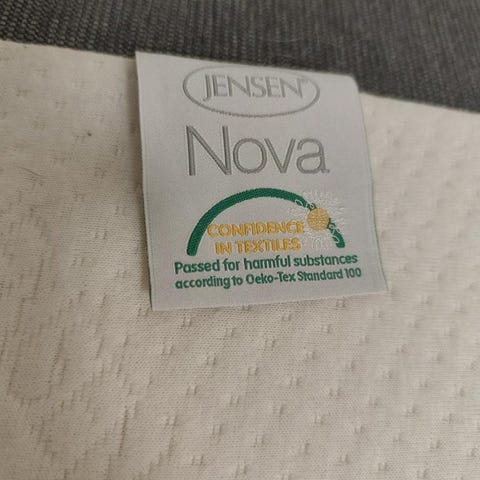 JENSEN®
Nova
CONFIDENCE
IN TEXTILES
Passed for harmful substances
according to Oeko-Tex Standard 100